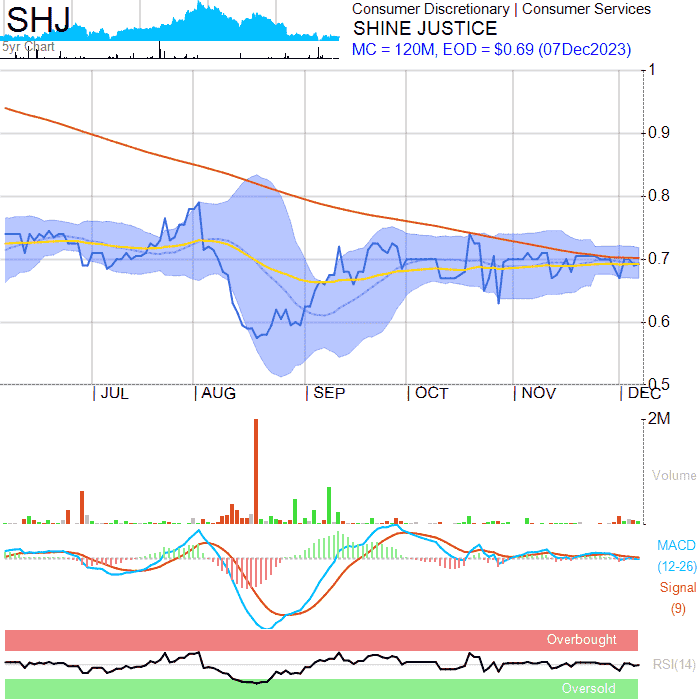 SHJ
5yr Chart
Consumer Discretionary | Consumer Services
SHINE JUSTICE
MC = 120M, EOD = $0.69 (07Dec2023)
1
0.9
0.8
0.7
0.6
0.5
JUL AUG SEP OCT NOV DEC
2M
Volume
MACD
(12-26)
Signal
(9)
Overbought
RSI(14)
Oversold